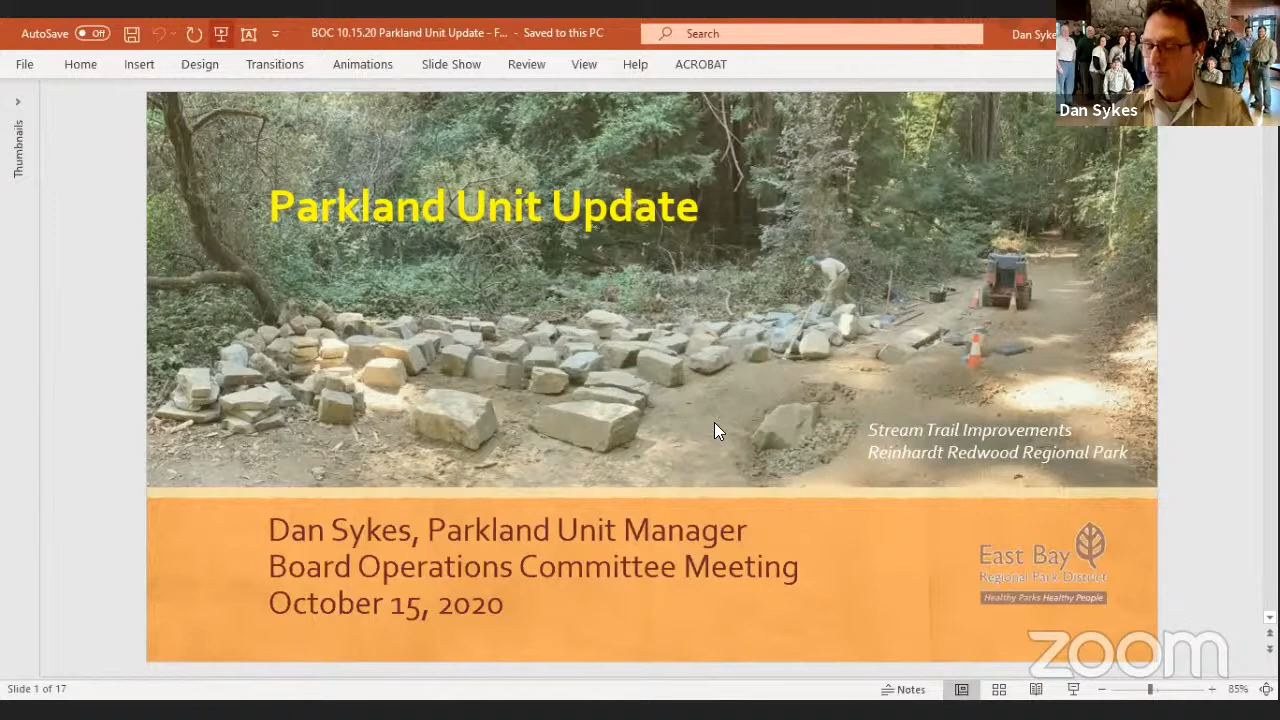 AutoSave Off BOC 10.15.20 Parkland Unit Update - F... - Saved to this PC Search Dan Syke
File Home Insert Design Transitions Animations Slide Show Review View Help ACROBAT
Dan Sykes
Thumbnails
Parkland Unit Update
Stream Trail Improvements
Reinhardt Redwood Regional Park
Dan Sykes, Parkland Unit Manager
Board Operations Committee Meeting
October 15, 2020
East Bay
Regional Park District
Healthy Parks Healthy People
zoom
Slide 1 of 17 Notes 85%